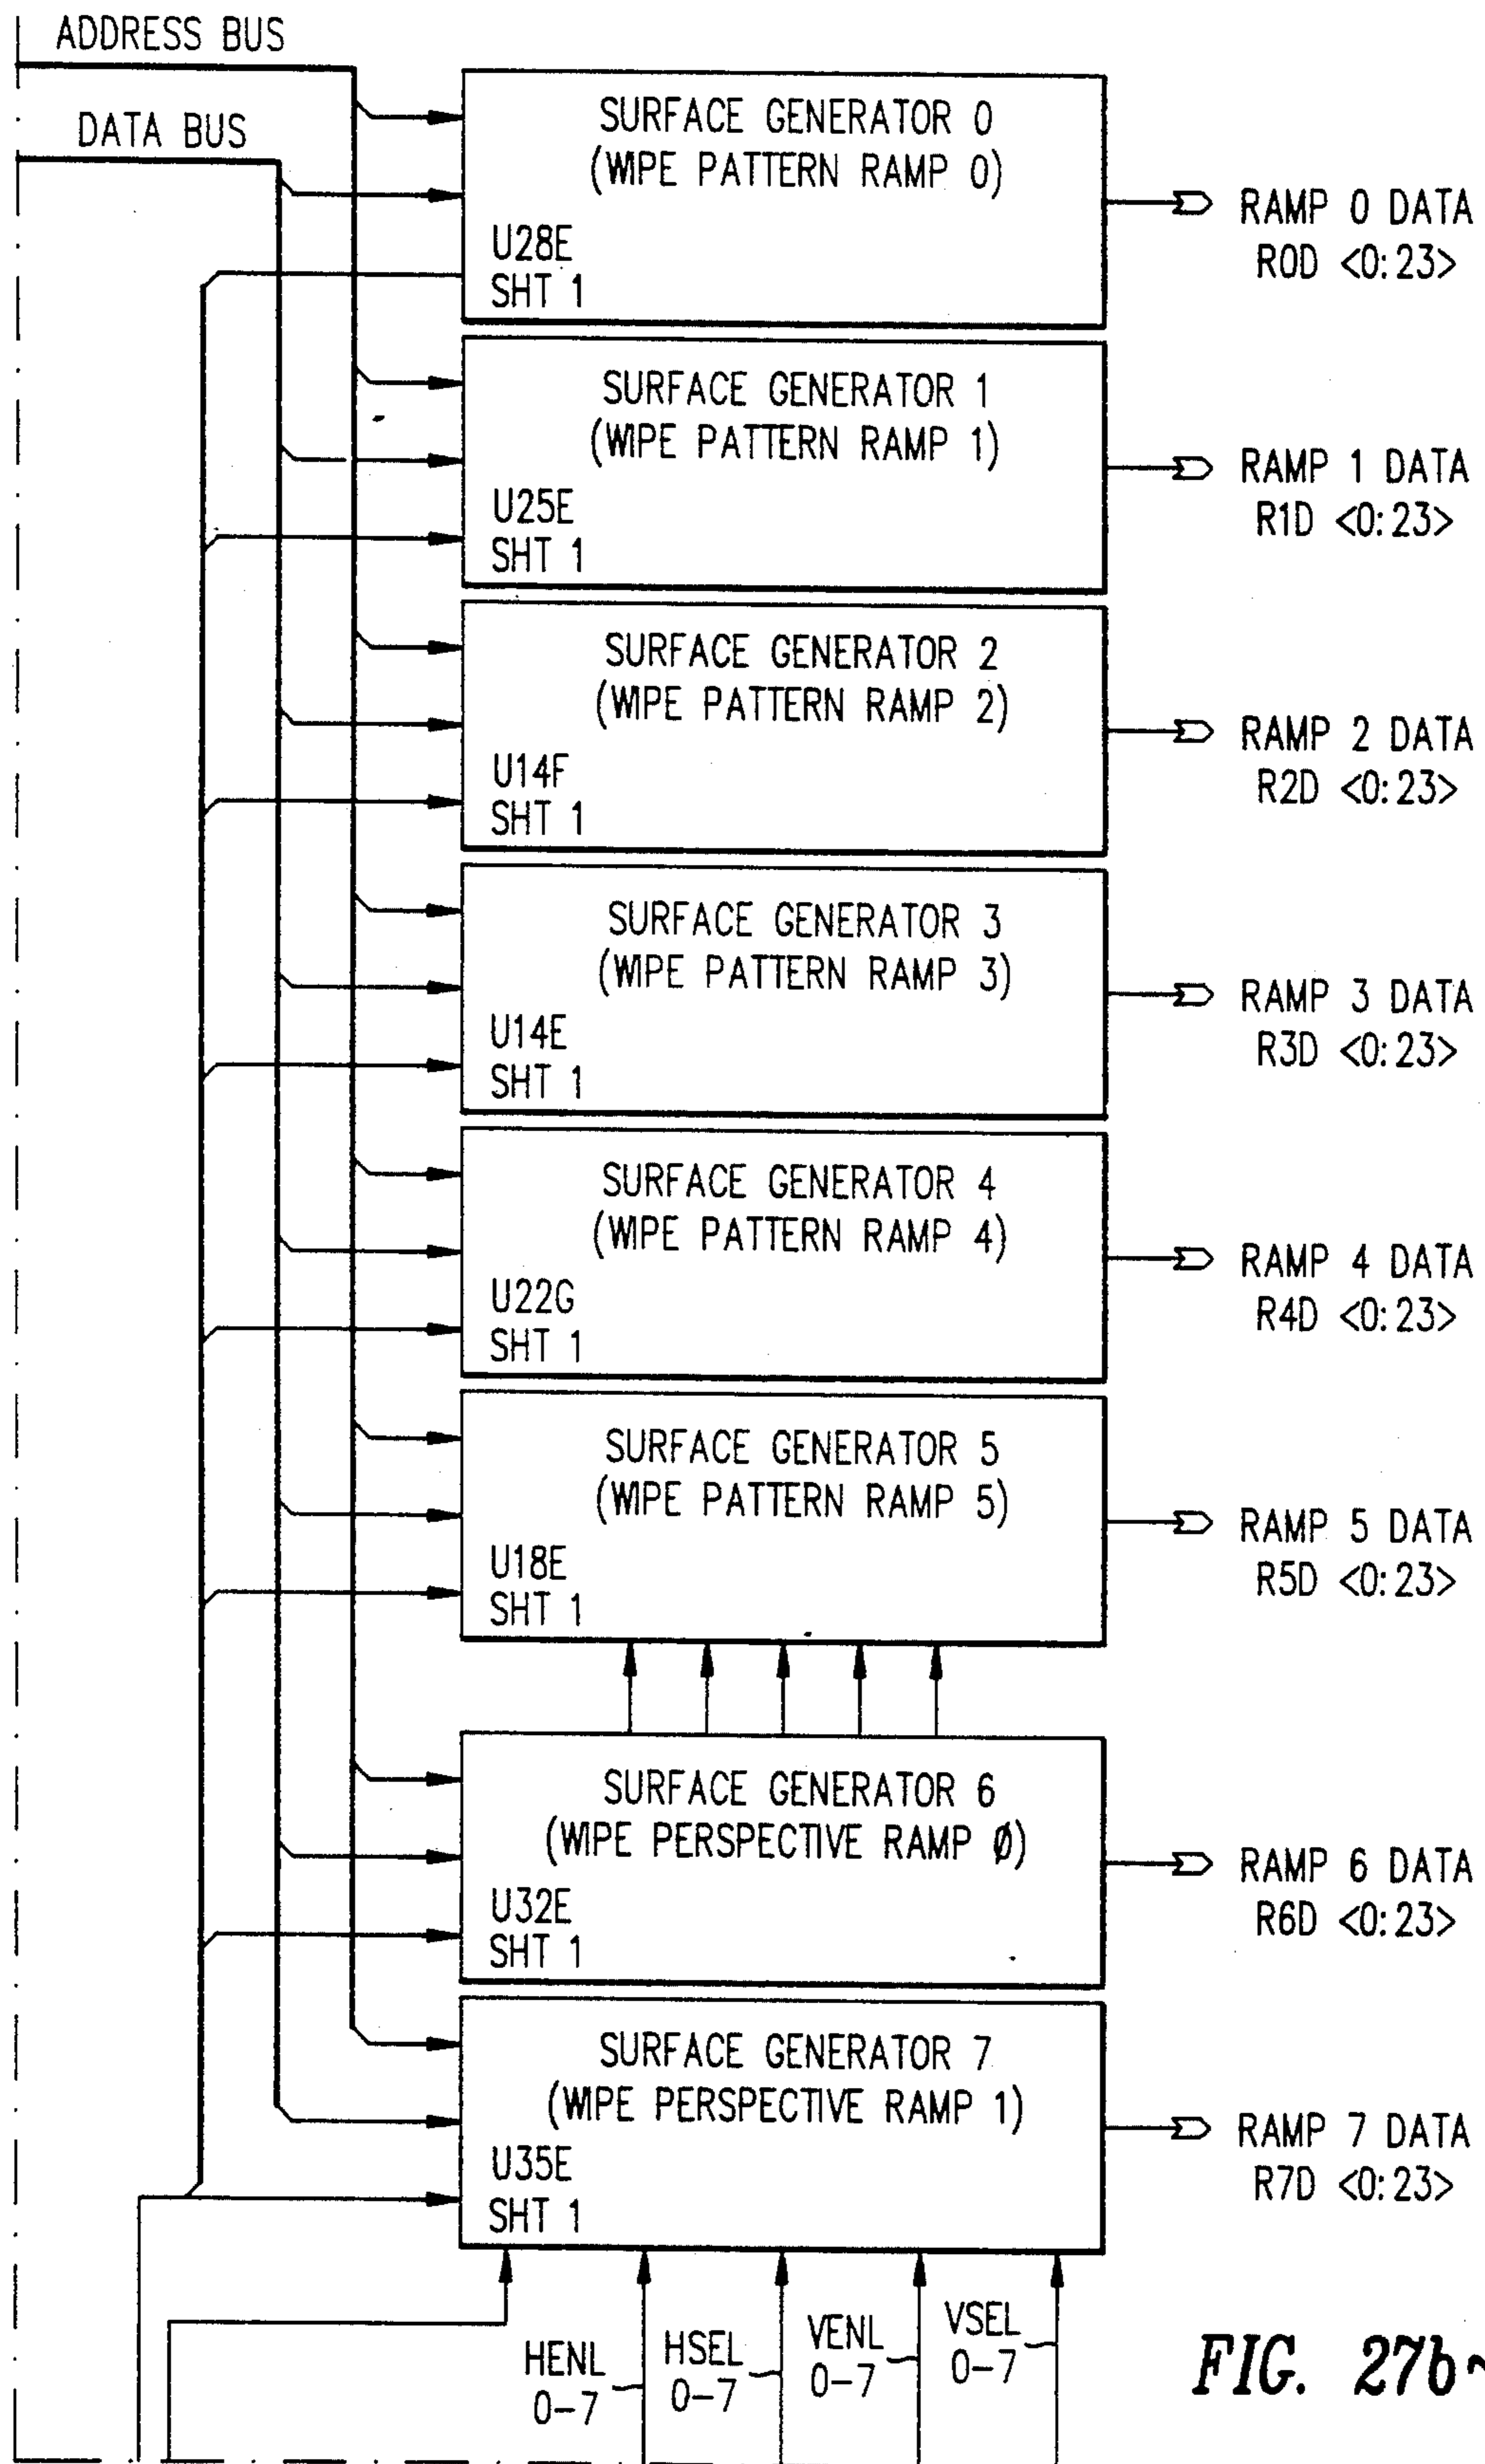 ADDRESS BUS
DATA BUS
SURFACE GENERATOR 0
(WIPE PATTERN RAMP 0)
U28E
SHT 1
RAMP 0 DATA
R0D <0:23>
SURFACE GENERATOR 1
(WIPE PATTERN RAMP 1)
U25E
SHT 1
RAMP 1 DATA
R1D <0:23>
SURFACE GENERATOR 2
(WIPE PATTERN RAMP 2)
U14F
SHT 1
RAMP 2 DATA
R2D <0:23>
SURFACE GENERATOR 3
(WIPE PATTERN RAMP 3)
U14E
SHT 1
RAMP 3 DATA
R3D <0:23>
SURFACE GENERATOR 4
(WIPE PATTERN RAMP 4)
U22G
SHT 1
RAMP 4 DATA
R4D <0:23>
SURFACE GENERATOR 5
(WIPE PATTERN RAMP 5)
U18E
SHT 1
RAMP 5 DATA
R5D <0:23>
SURFACE GENERATOR 6
(WIPE PERSPECTIVE RAMP Ø)
U32E
SHT 1
RAMP 6 DATA
R6D <0:23>
SURFACE GENERATOR 7
(WIPE PERSPECTIVE RAMP 1)
U35E
SHT 1
RAMP 7 DATA
R7D <0:23>
HENL
0-7
HSEL
0-7
VENL
0-7
VSEL
0-7
FIG. 27b~